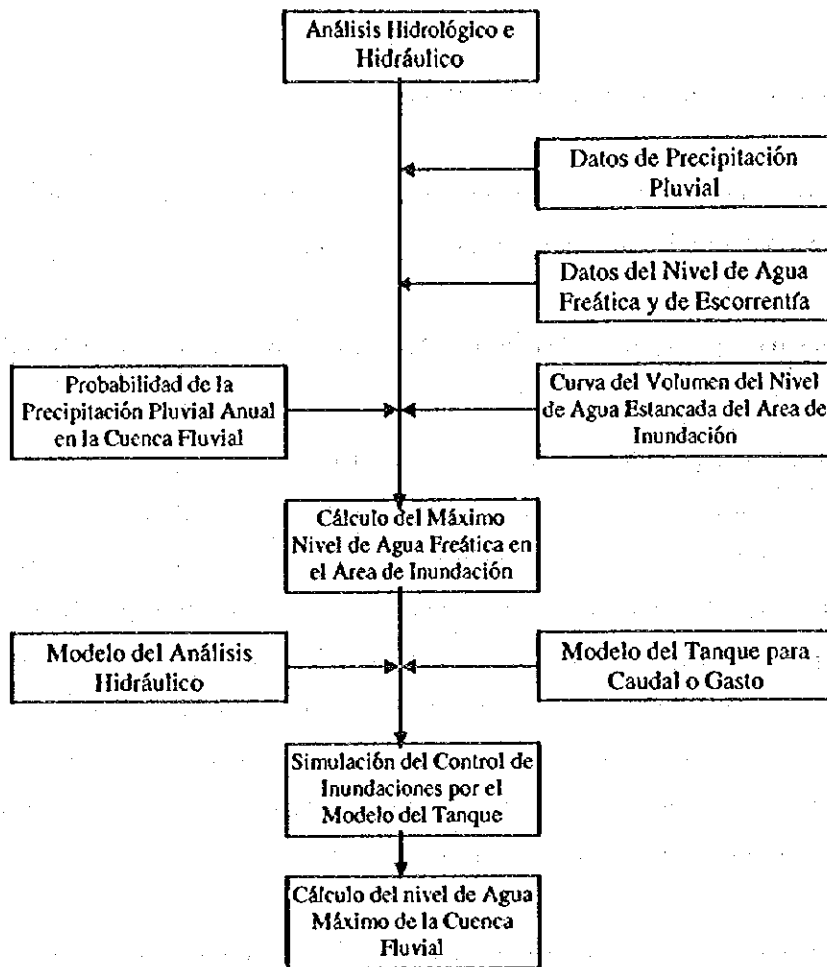 Análisis Hidrológico e
Hidráulico
Datos de Precipitación
Pluvial
Datos del Nivel de Agua
Freática y de Escorrentía
Probabilidad de la
Precipitación Pluvial Anual
en la Cuenca Fluvial
Curva del Volumen del Nivel
de Agua Estancada del Area de
Inundación
Cálculo del Máximo
Nivel de Agua Freática en
el Area de Inundación
Modelo del Análisis
Hidráulico
Modelo del Tanque para
Caudal o Gasto
Simulación del Control de
Inundaciones por el
Modelo del Tanque
Cálculo del nivel de Agua
Máximo de la Cuenca
Fluvial